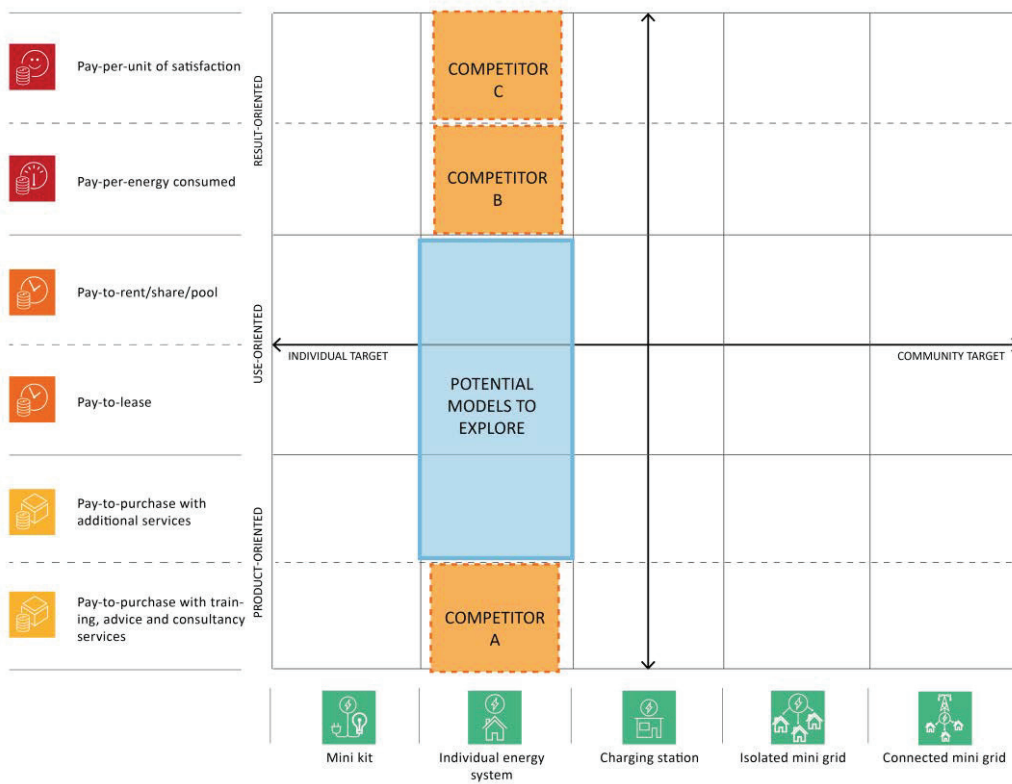 Pay-per-unit of satisfaction
Pay-per-energy consumed
Pay-to-rent/share/pool
Pay-to-lease
Pay-to-purchase with
additional services
Pay-to-purchase with train-
ing, advice and consultancy
services
RESULT-ORIENTED
USE-ORIENTED
PRODUCT-ORIENTED
COMPETITOR
C
COMPETITOR
B
INDIVIDUAL TARGET
COMMUNITY TARGET
POTENTIAL
MODELS TO
EXPLORE
COMPETITOR
A
Mini kit
Individual energy
system
Charging station
Isolated mini grid
Connected mini grid